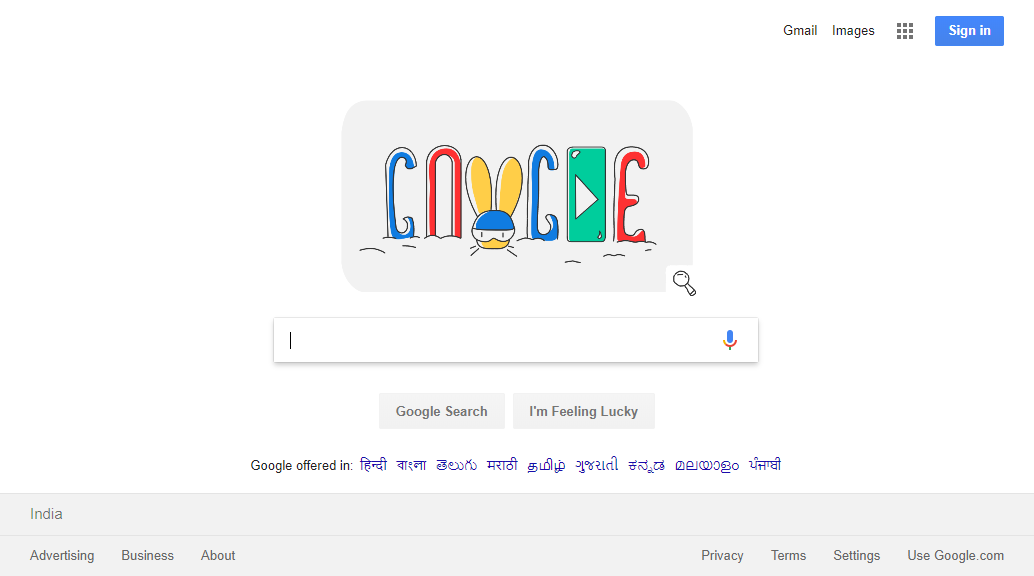 Gmail Images Sign in
GOOGLE
Google Search I'm Feeling Lucky
Google offered in: हिन्दी বাংলা తెలుగు मराठी தமிழ் ગુજરાતી ಕನ್ನಡ മലയാളം ਪੰਜਾਬੀ
India
Advertising Business About Privacy Terms Settings Use Google.com